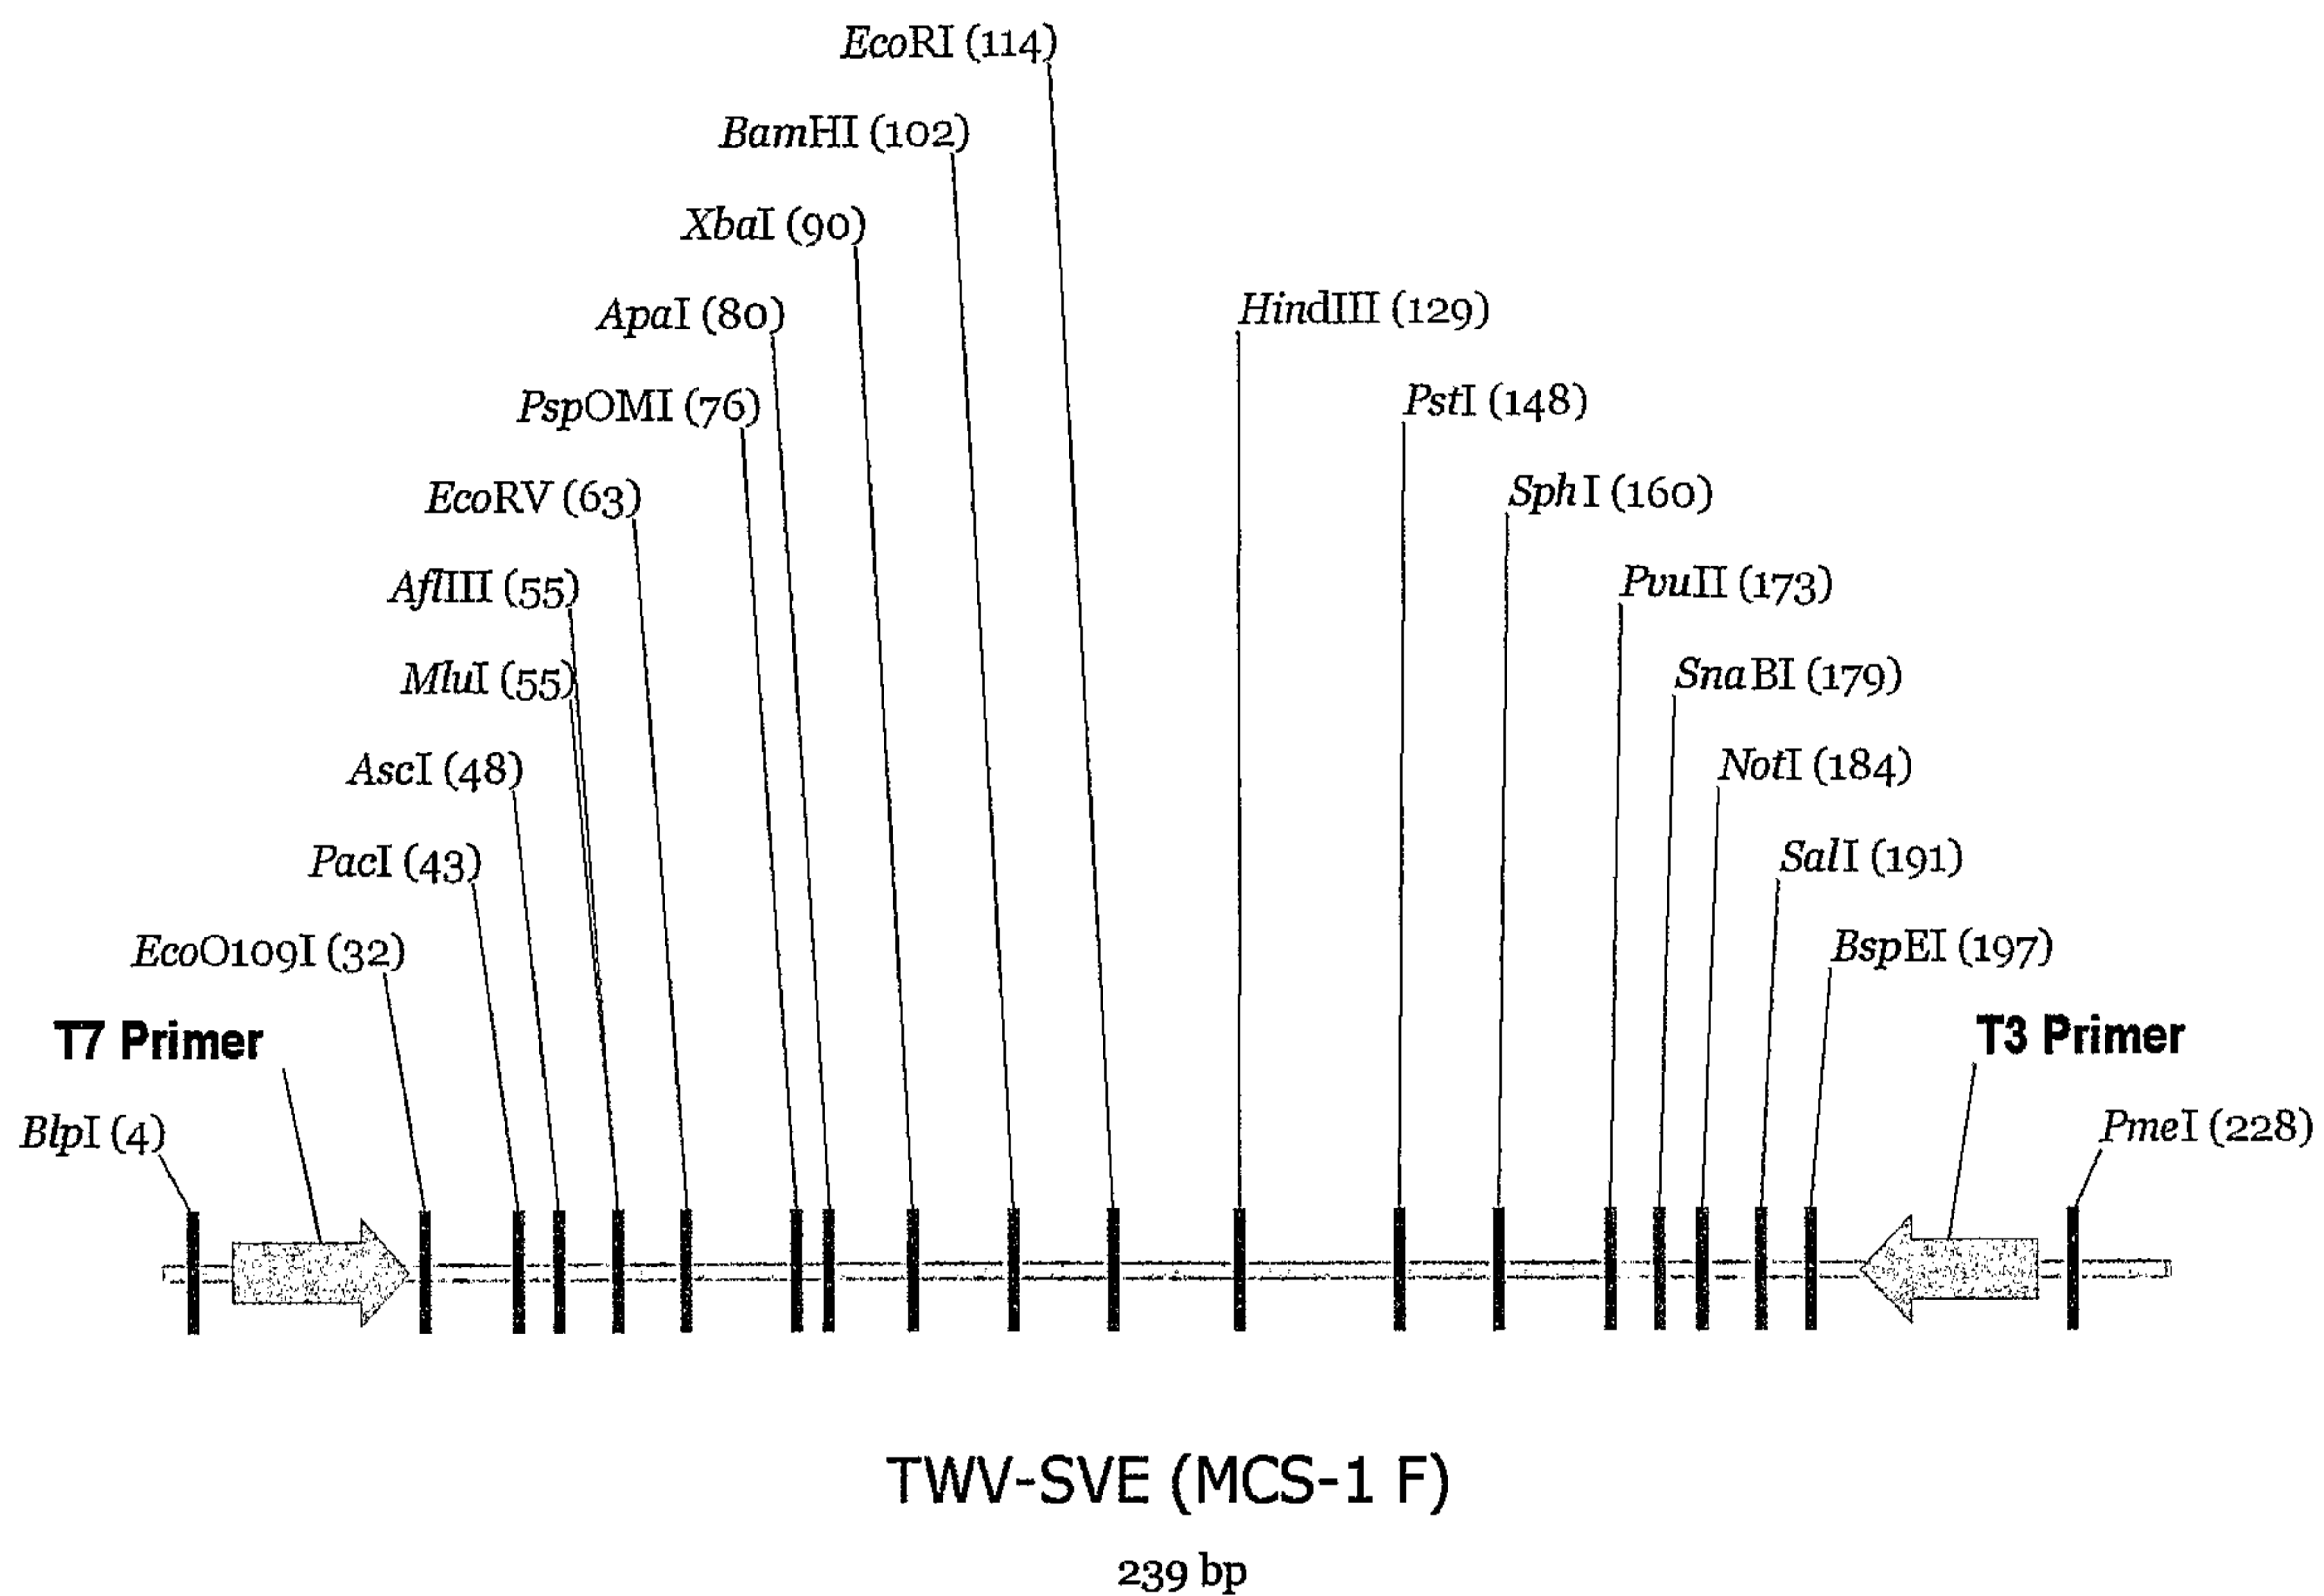 EcoRI (114)
BamHI (102)
XbaI (90)
ApaI (80)
HindIII (129)
PspOMI (76)
PstI (148)
EcoRV (63)
SphI (160)
AflIII (55)
PvuII (173)
MluI (55)
SnaBI (179)
AscI (48)
NotI (184)
PacI (43)
SalI (191)
EcoO109I (32)
BspEI (197)
T7 Primer
T3 Primer
BlpI (4)
PmeI (228)
TWV-SVE (MCS-1 F)
239 bp